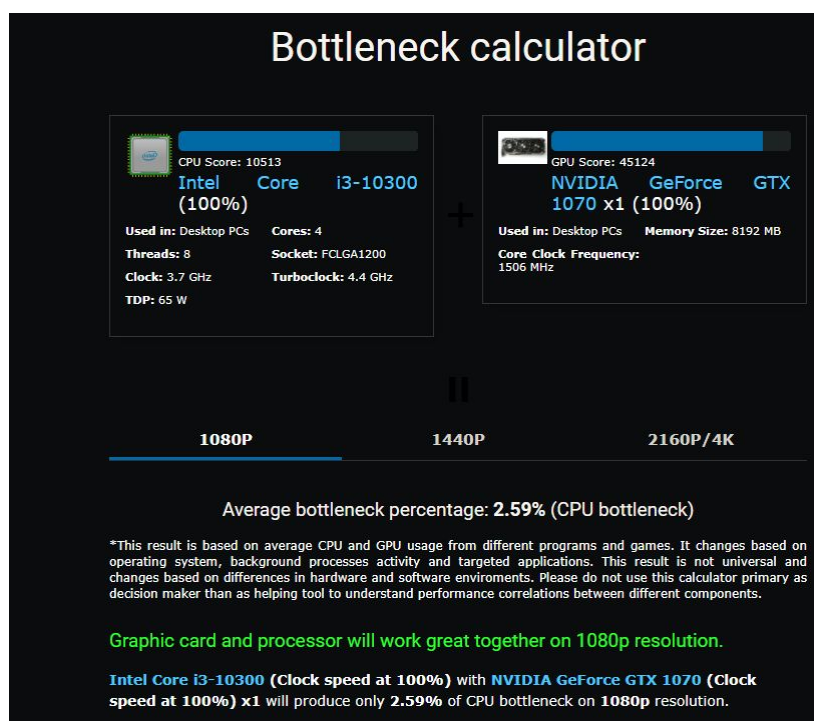 Bottleneck calculator
CPU Score: 10513
Intel Core i3-10300
(100%)
Used in: Desktop PCs Cores: 4
Threads: 8 Socket: FCLGA1200
Clock: 3.7 GHz Turboclock: 4.4 GHz
TDP: 65 W
+
GPU Score: 45124
NVIDIA GeForce GTX
1070 x1 (100%)
Used in: Desktop PCs Memory Size: 8192 MB
Core Clock Frequency:
1506 MHz
=
1080P 1440P 2160P/4K
Average bottleneck percentage: 2.59% (CPU bottleneck)
*This result is based on average CPU and GPU usage from different programs and games. It changes based on
operating system, background processes activity and targeted applications. This result is not universal and
changes based on differences in hardware and software enviroments. Please do not use this calculator primary as
decision maker than as helping tool to understand performance correlations between different components.
Graphic card and processor will work great together on 1080p resolution.
Intel Core i3-10300 (Clock speed at 100%) with NVIDIA GeForce GTX 1070 (Clock
speed at 100%) x1 will produce only 2.59% of CPU bottleneck on 1080p resolution.